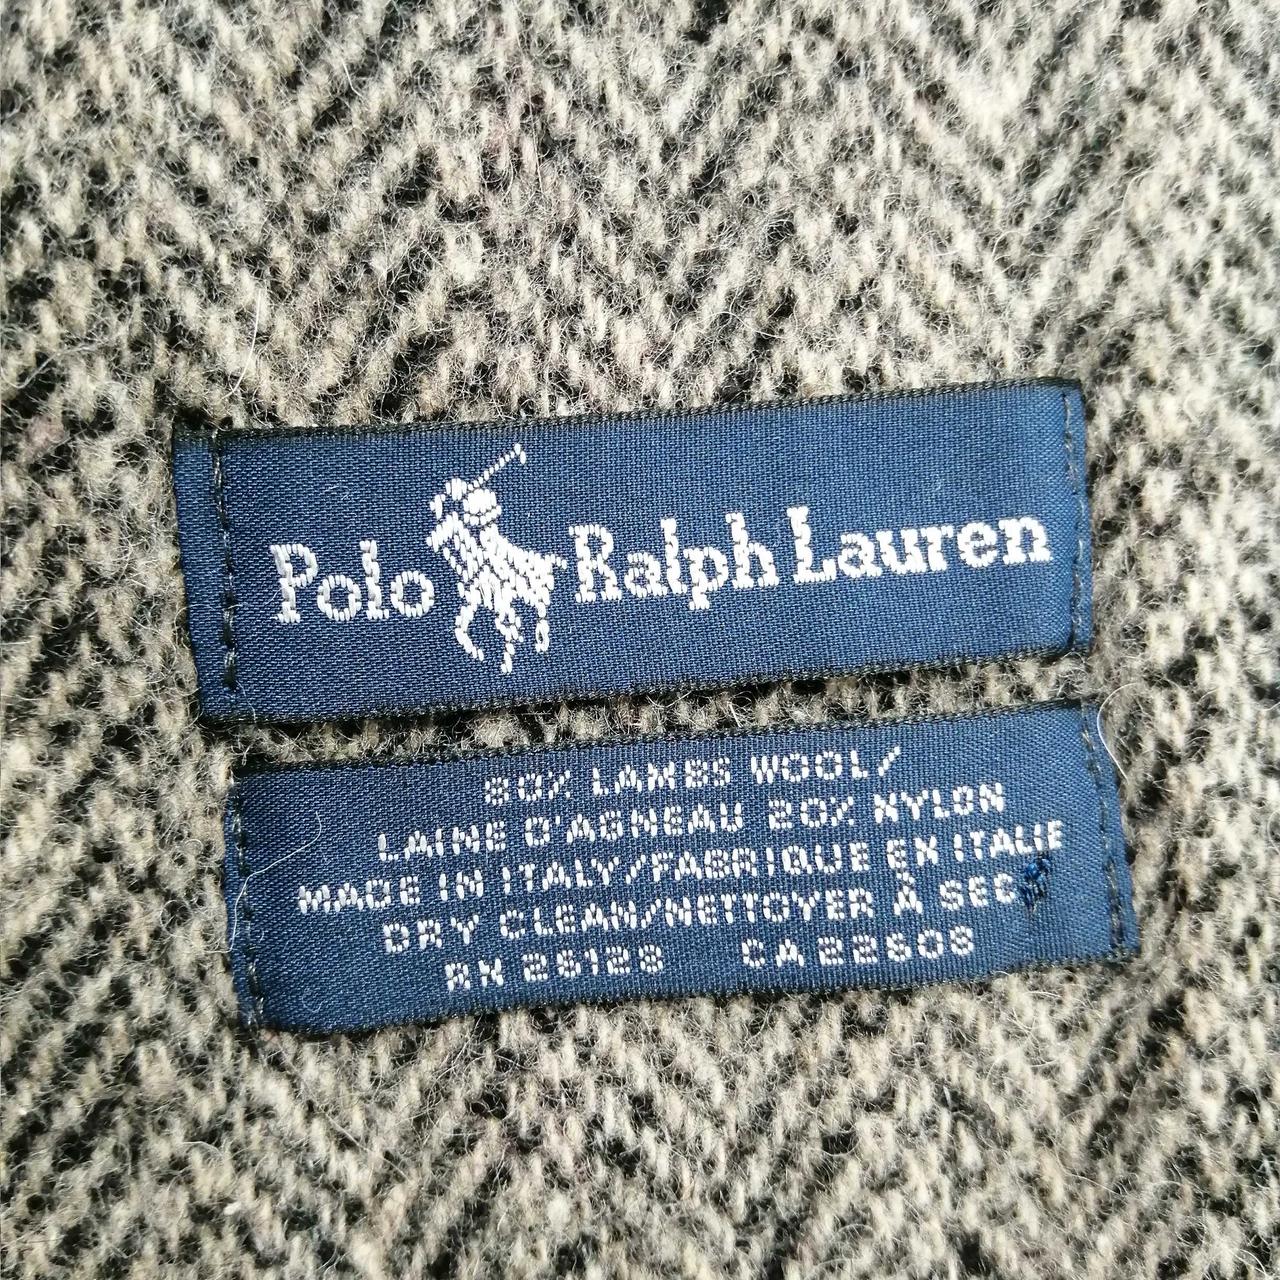 Polo Ralph Lauren
80% LAMBS WOOL/
LAINE D'AGNEAU 20% NYLON
MADE IN ITALY/FABRIQUE EN ITALIE
DRY CLEAN/NETTOYER À SEC
RN 26128 CA 22608